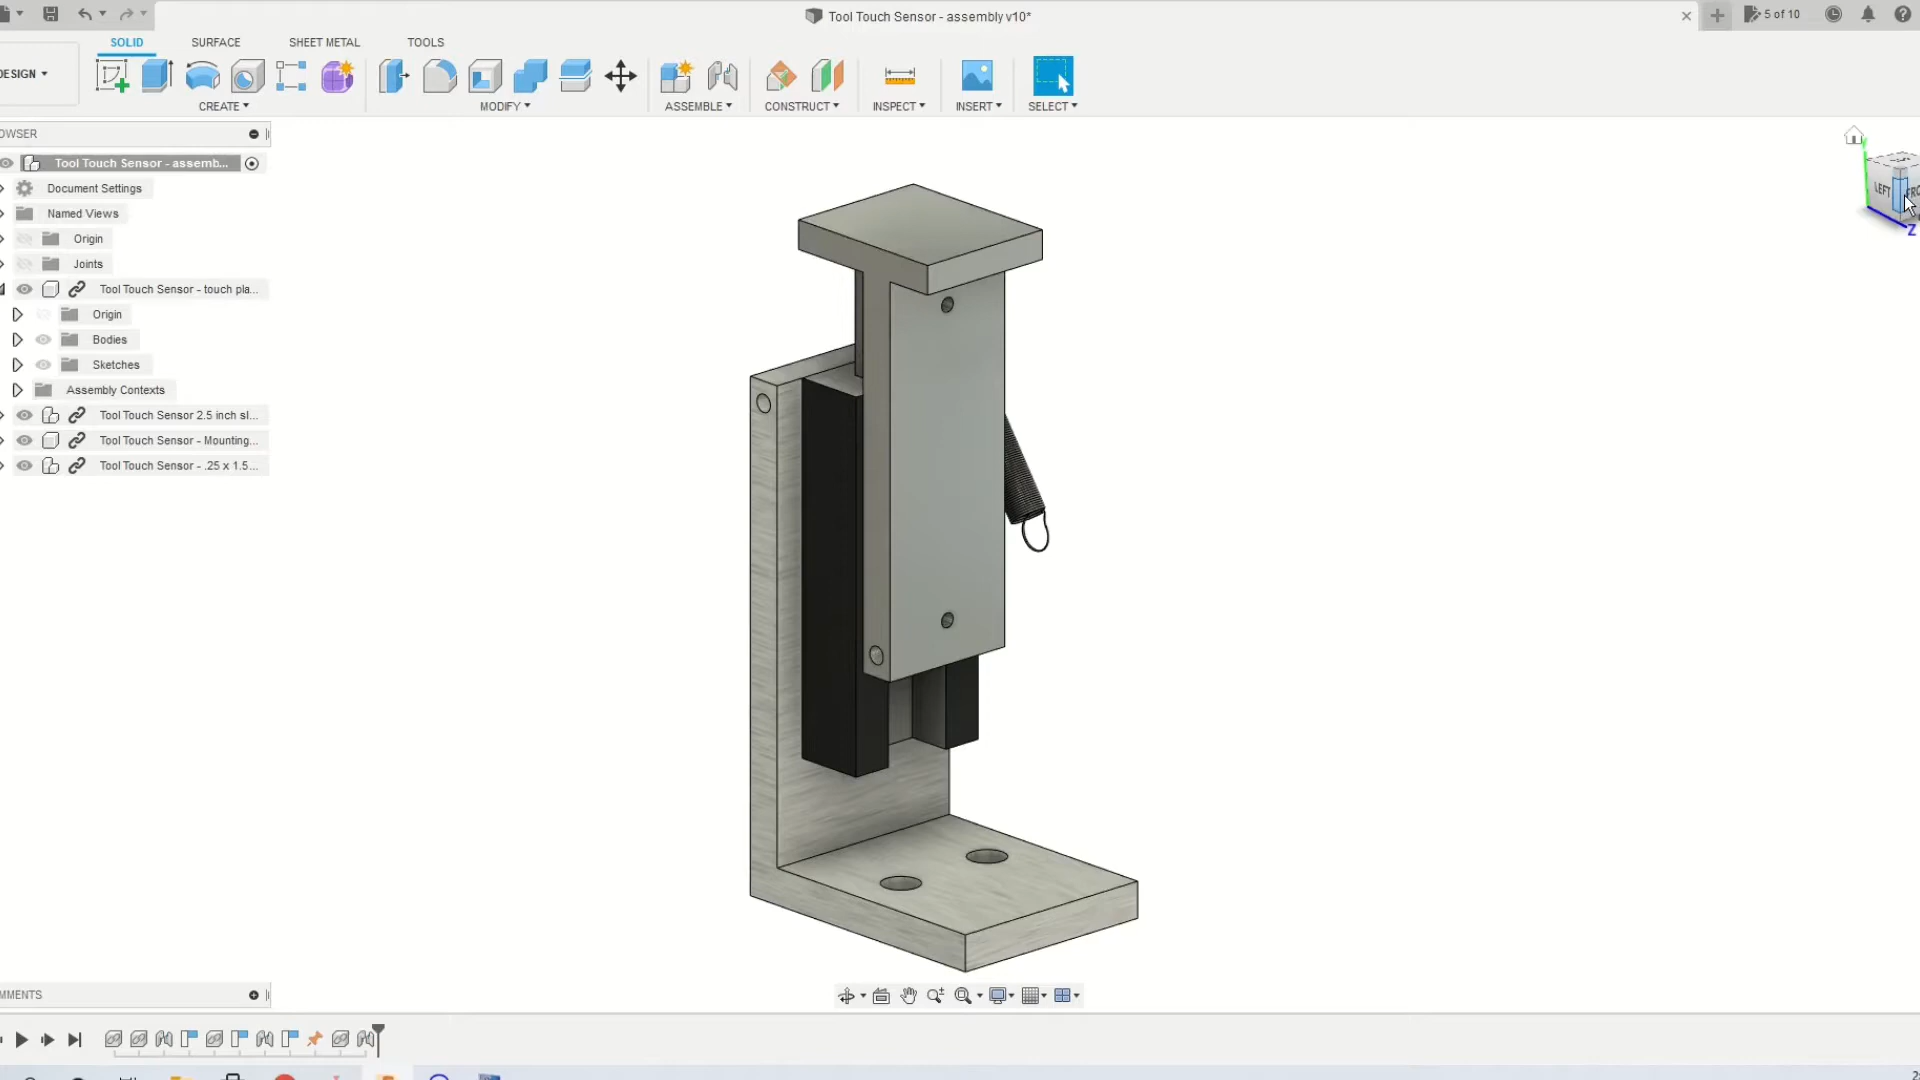 Tool Touch Sensor - assembly v10*
5 of 10
SOLID
SURFACE
SHEET METAL
TOOLS
DESIGN
CREATE
MODIFY
ASSEMBLE
CONSTRUCT
INSPECT
INSERT
SELECT
OWSER
Tool Touch Sensor - assemb...
Document Settings
Named Views
Origin
Joints
Tool Touch Sensor - touch pla...
Origin
Bodies
Sketches
Assembly Contexts
Tool Touch Sensor 2.5 inch sl...
Tool Touch Sensor - Mounting...
Tool Touch Sensor - .25 x 1.5...
LEFT
FRO
Z
MMENTS